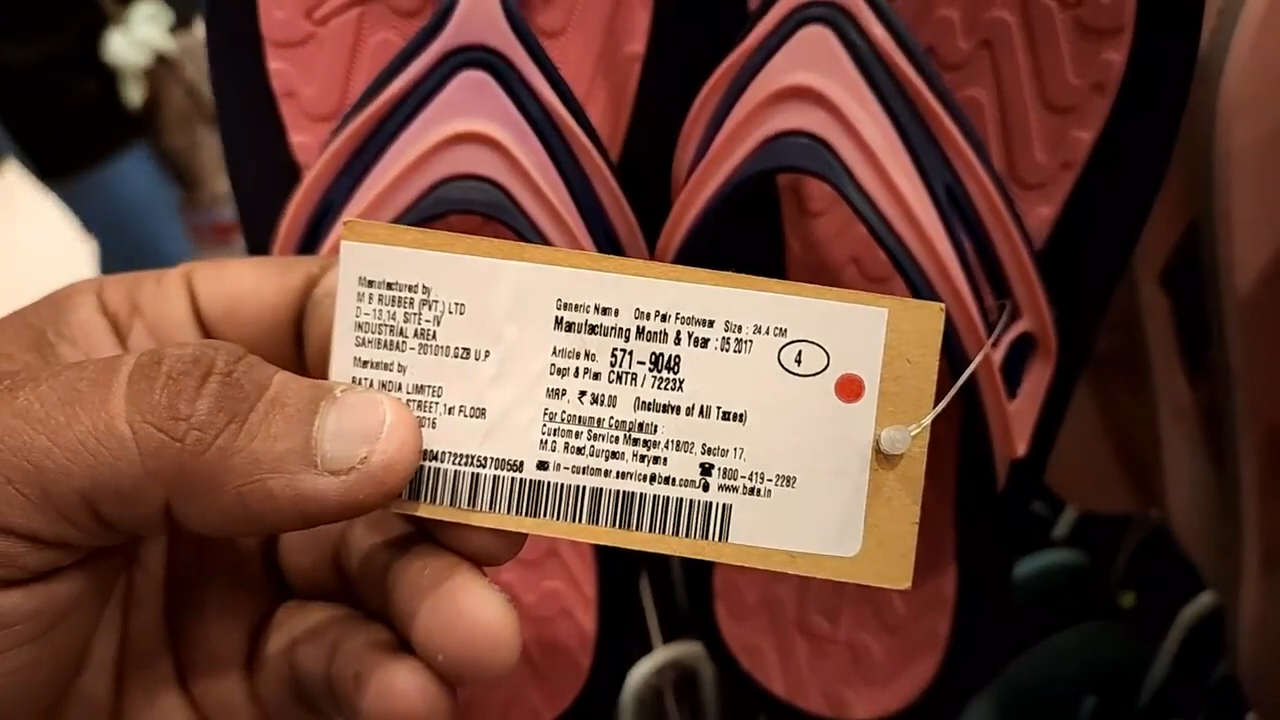 Manufactured by
M B RUBBER (PVT.) LTD
D-13,14, SITE-IV
INDUSTRIAL AREA
SAHIBABAD-201010.GZB U.P
Marketed by
BATA INDIA LIMITED
STREET,1st FLOOR
Generic Name One Pair Footwear Size : 24.4 CM
Manufacturing Month & Year : 05 2017
4
Article No. 571-9048
Dept & Plan CNTR / 7223X
MRP. ₹ 349.00 (Inclusive of All Taxes)
For Consumer Complaints :
Customer Service Manager,418/02, Sector 17,
M.G. Road,Gurgeon, Haryana
1800-419-2282
in-customer.service@bata.com
www.bata.in
80407223X53700558